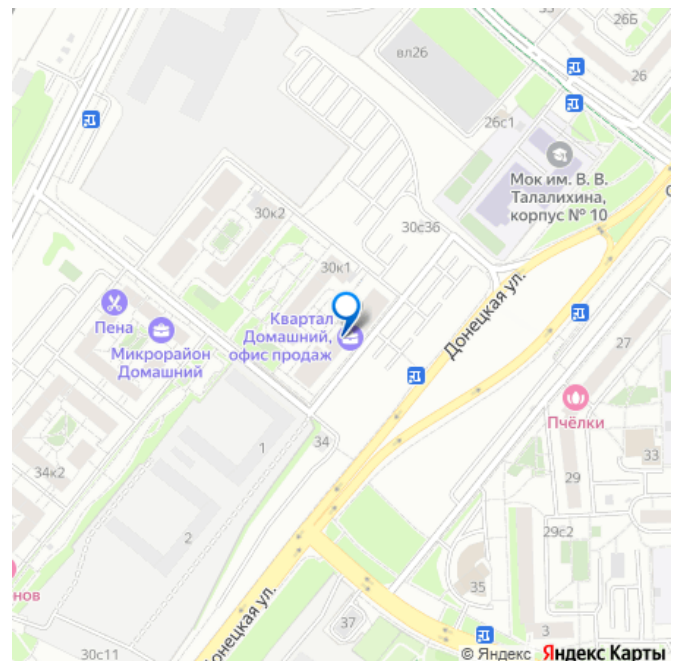 26Б
вл26
26
26с1
Мок им. В. В.
Талалихина,
корпус № 10
30к2
30с36
30к1
Донецкая ул.
Квартал
Домашний,
офис продаж
Пена
Микрорайон
Домашний
27
Пчёлки
1
34
33
34к2
29
2
29с2
нов
35
37
3
30с11
онецкая ул.
© Яндекс Яндекс Карты